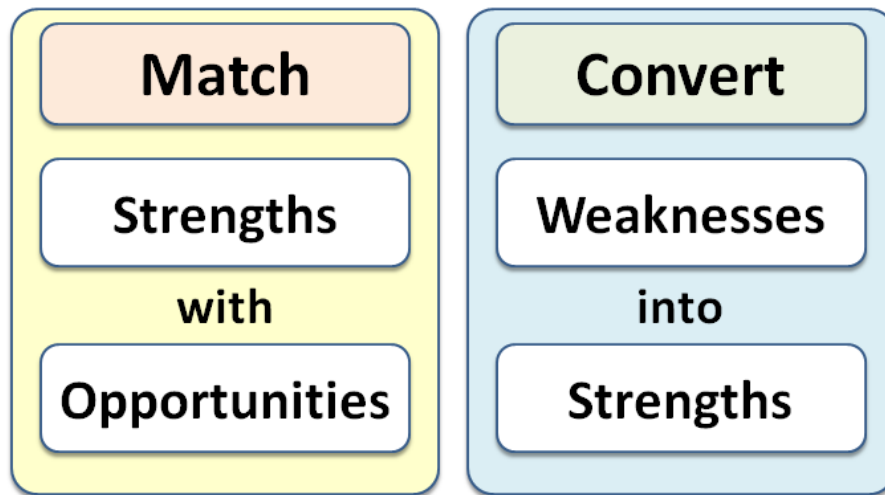 Match
Strengths
with
Opportunities
Convert
Weaknesses
into
Strengths